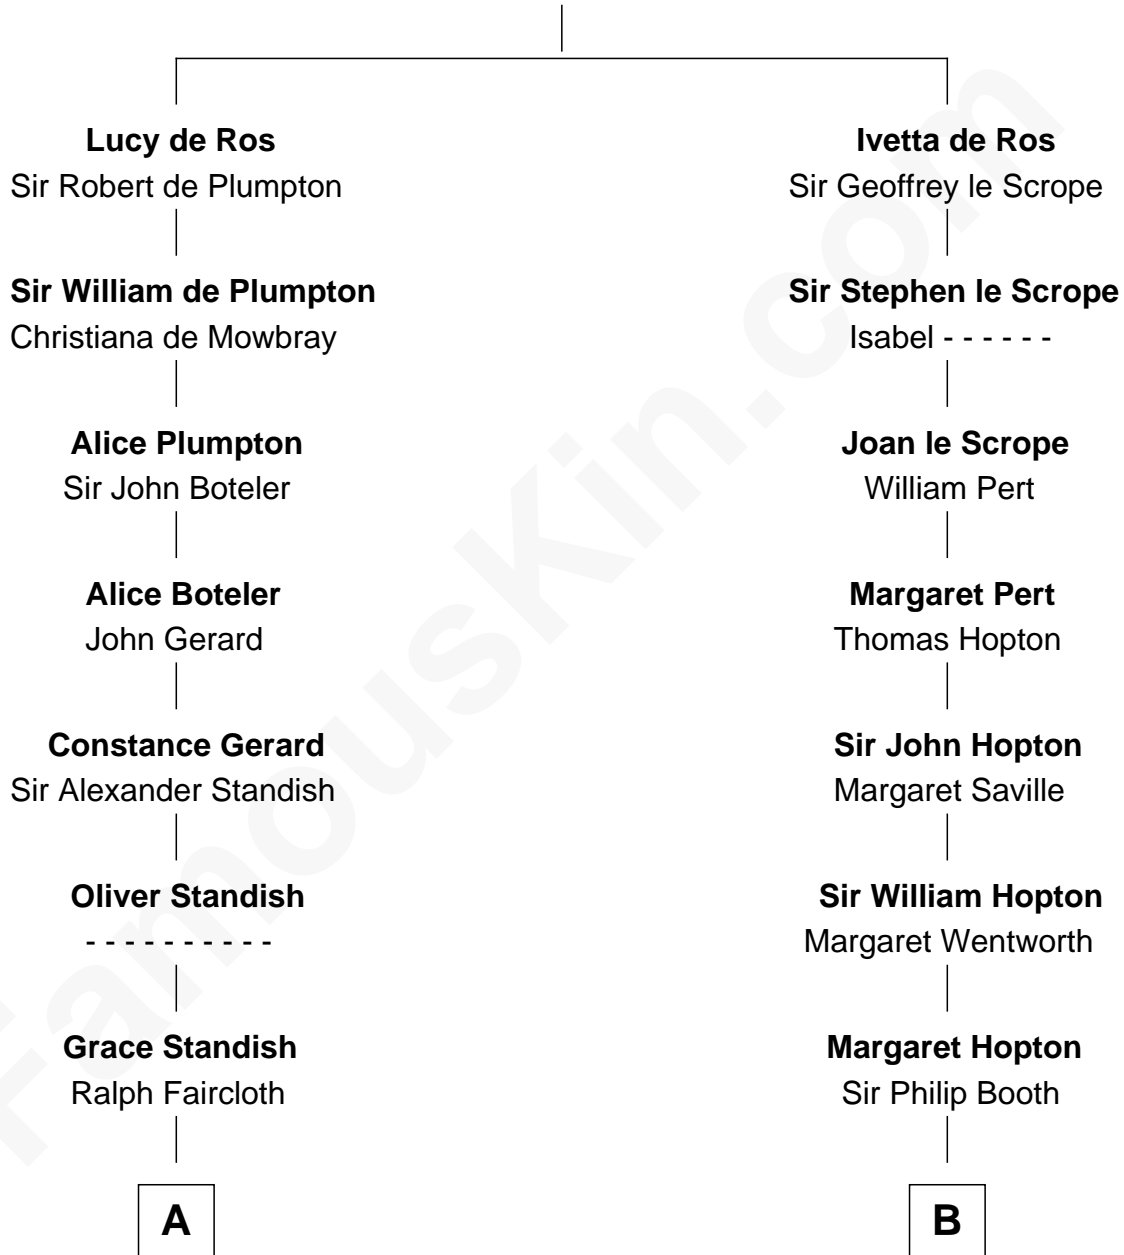 Lucy de Ros
Sir Robert de Plumpton
Sir William de Plumpton
Christiana de Mowbray
Alice Plumpton
Sir John Boteler
Alice Boteler
John Gerard
Constance Gerard
Sir Alexander Standish
Oliver Standish
- - - - - - - - - -
Grace Standish
Ralph Faircloth
A
Ivetta de Ros
Sir Geoffrey le Scrope
Sir Stephen le Scrope
Isabel - - - - - -
Joan le Scrope
William Pert
Margaret Pert
Thomas Hopton
Sir John Hopton
Margaret Saville
Sir William Hopton
Margaret Wentworth
Margaret Hopton
Sir Philip Booth
B
FamousKin.com